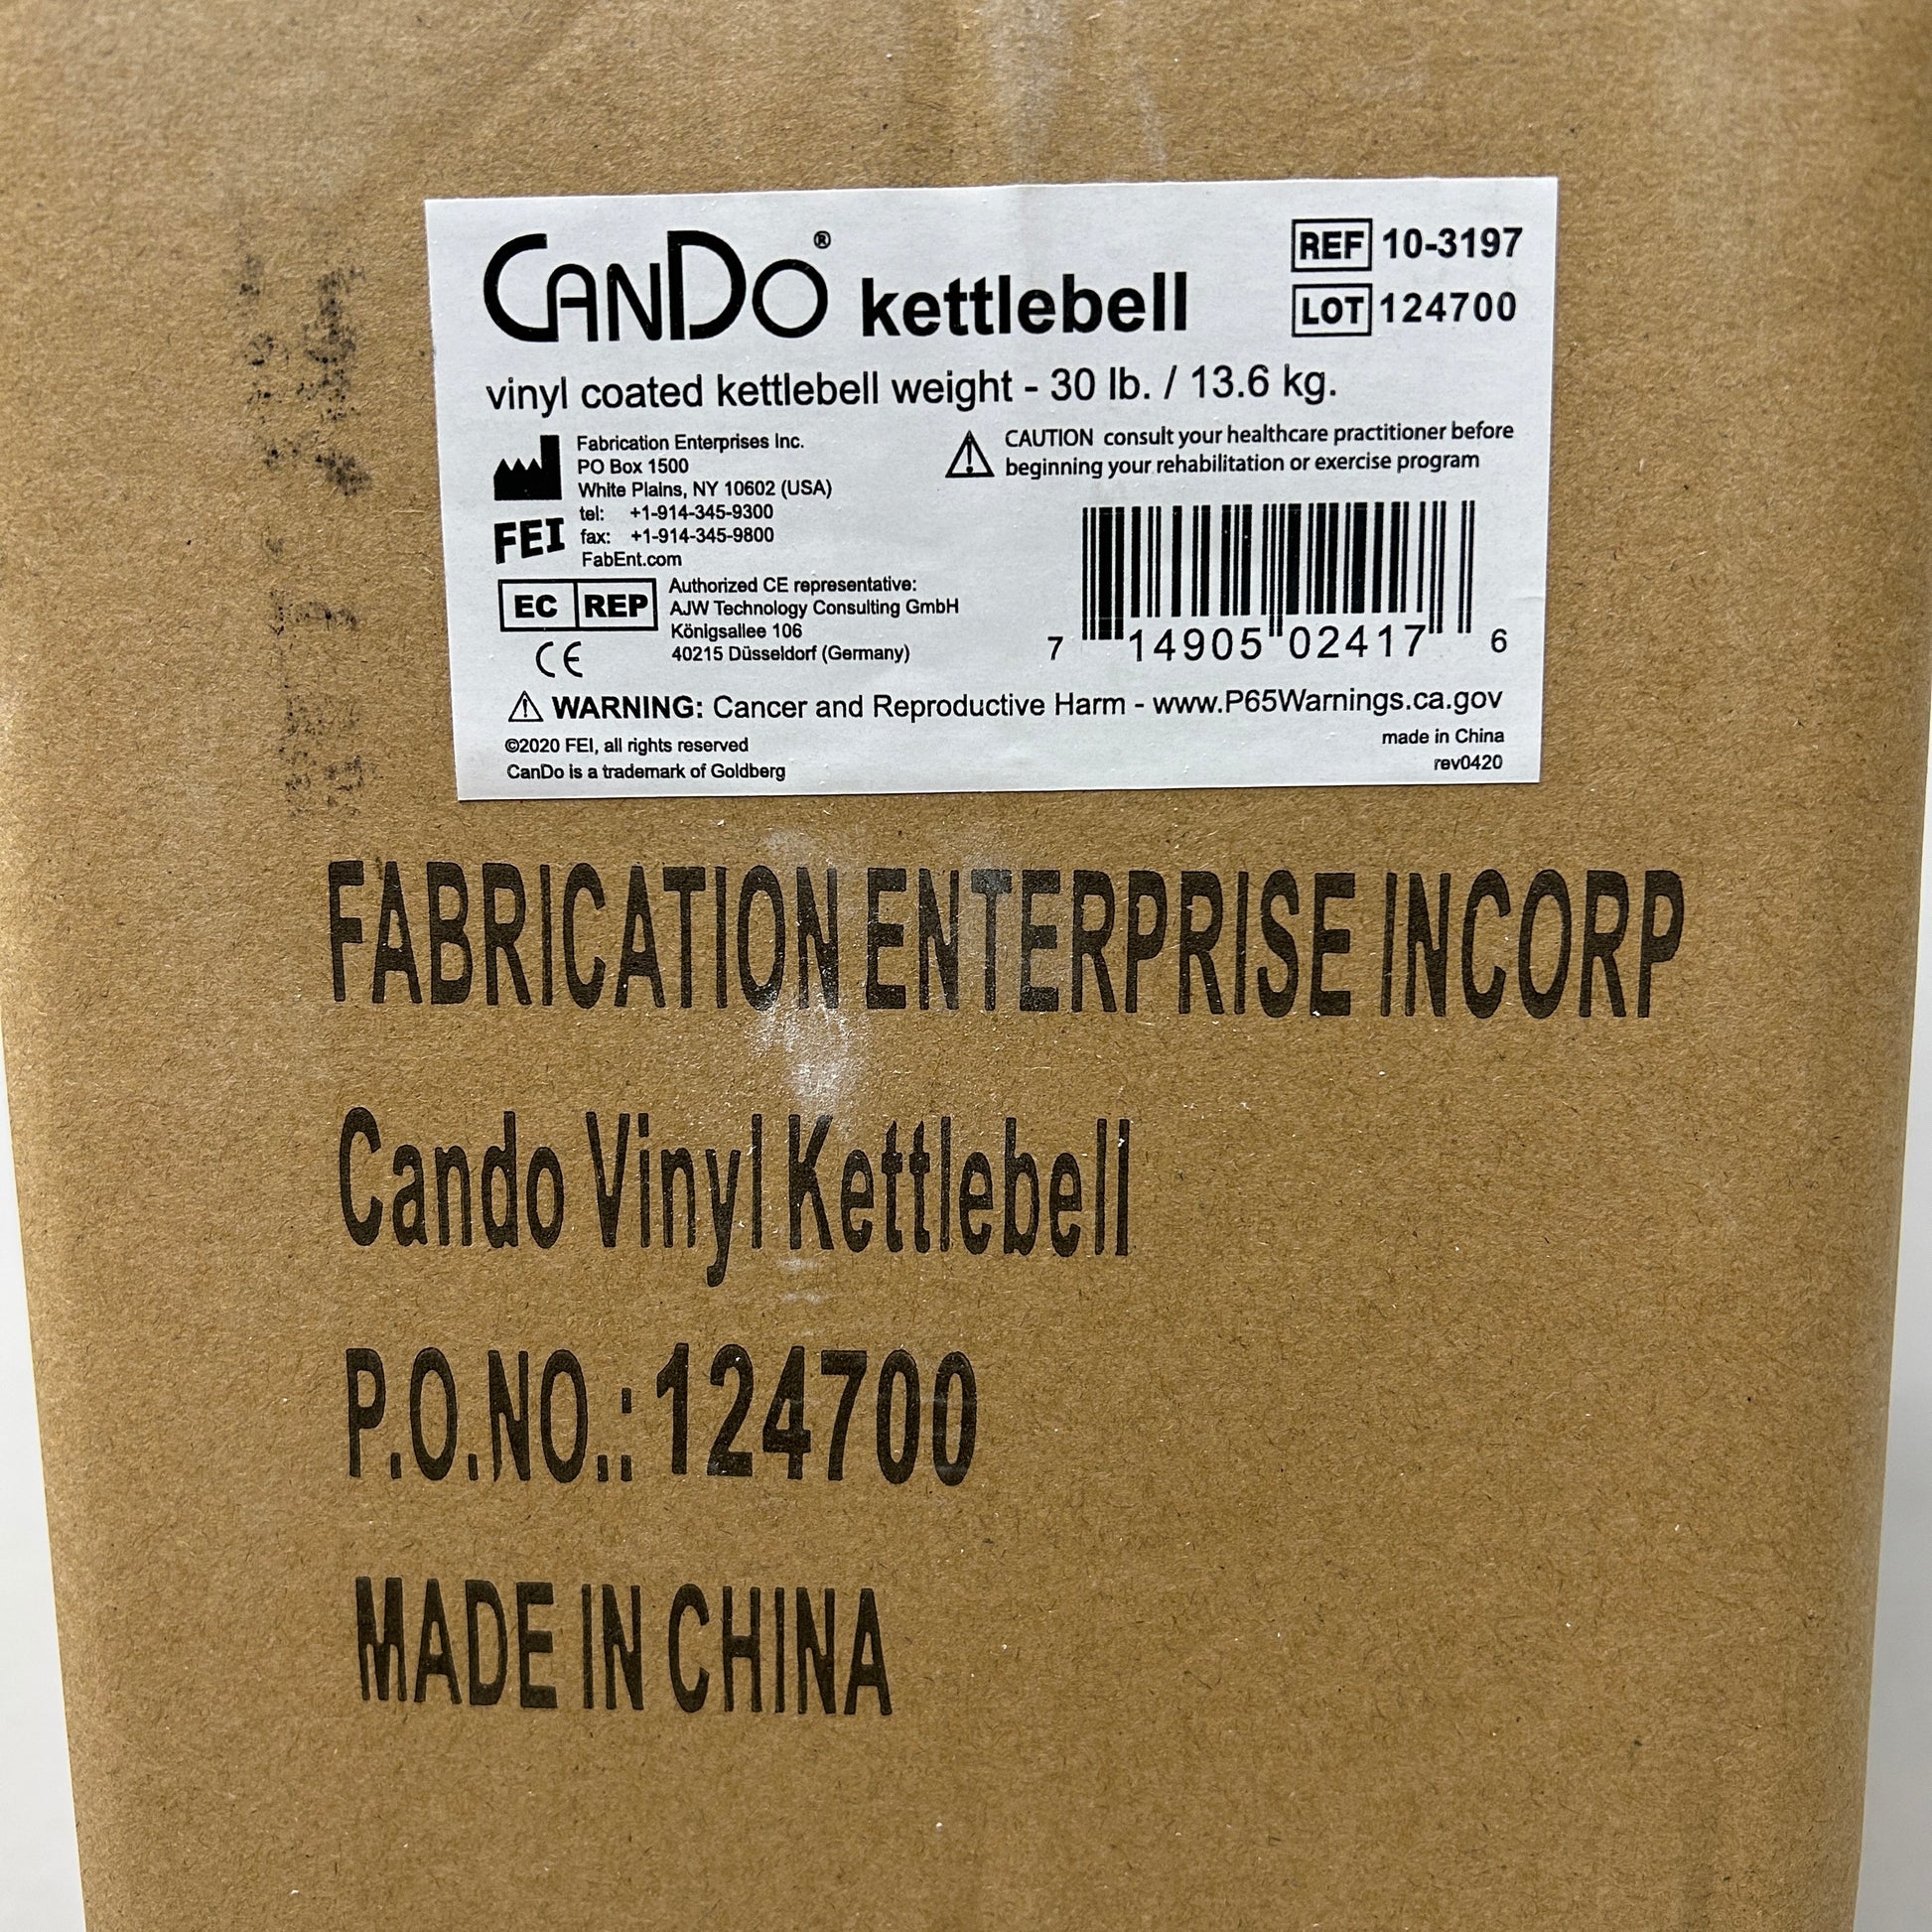 CanDo® kettlebell
REF 10-3197
LOT 124700
vinyl coated kettlebell weight - 30 lb. / 13.6 kg.
Fabrication Enterprises Inc.
PO Box 1500
White Plains, NY 10602 (USA)
tel: +1-914-345-9300
fax: +1-914-345-9800
FabEnt.com
FEI
CAUTION consult your healthcare practitioner before
beginning your rehabilitation or exercise program
EC REP
Authorized CE representative:
AJW Technology Consulting GmbH
Königsallee 106
40215 Düsseldorf (Germany)
CE
7 14905 02417 6
WARNING: Cancer and Reproductive Harm - www.P65Warnings.ca.gov
©2020 FEI, all rights reserved
CanDo is a trademark of Goldberg
made in China
rev0420
FABRICATION ENTERPRISE INCORP
Cando Vinyl Kettlebell
P.O.NO.: 124700
MADE IN CHINA